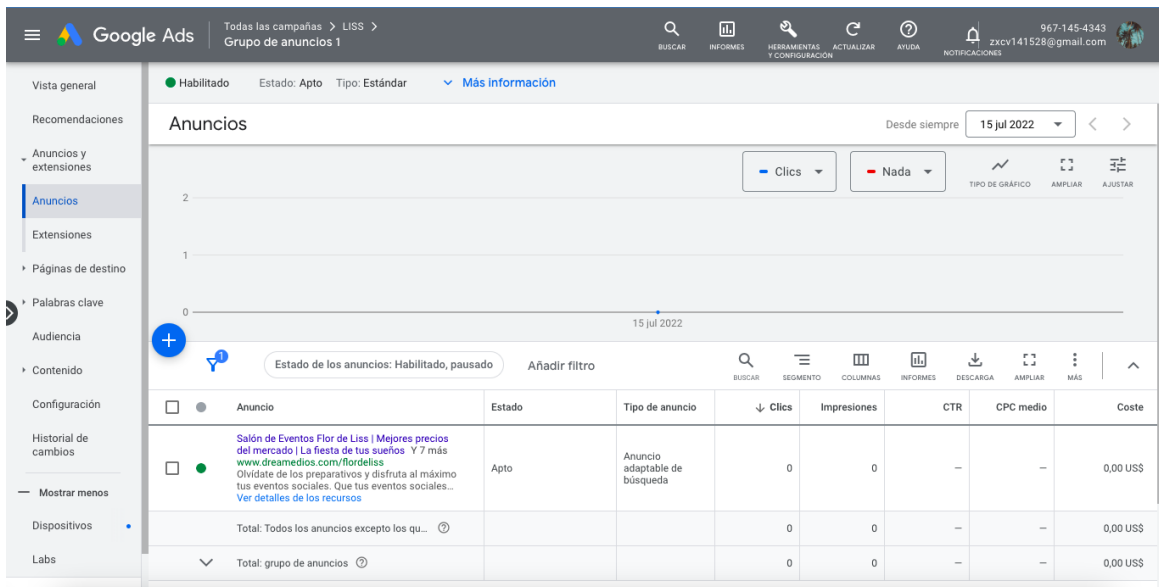 Google Ads
Todas las campañas > LISS >
Grupo de anuncios 1
BUSCAR
INFORMES
HERRAMIENTAS
Y CONFIGURACIÓN
ACTUALIZAR
AYUDA
NOTIFICACIONES
967-145-4343
zxcv141528@gmail.com
Vista general
Recomendaciones
Anuncios y
extensiones
Anuncios
Extensiones
Páginas de destino
Palabras clave
Audiencia
Contenido
Configuración
Historial de
cambios
Mostrar menos
Dispositivos
Labs
Habilitado Estado: Apto Tipo: Estándar Más información
Anuncios
Desde siempre 15 jul 2022
Clics
Nada
TIPO DE GRÁFICO
AMPLIAR
AJUSTAR
2
1
0
15 jul 2022
1
Estado de los anuncios: Habilitado, pausado
Añadir filtro
BUSCAR
SEGMENTO
COLUMNAS
INFORMES
DESCARGA
AMPLIAR
MÁS
Anuncio Estado Tipo de anuncio Clics Impresiones CTR CPC medio Coste
Salón de Eventos Flor de Liss | Mejores precios
del mercado | La fiesta de tus sueños Y 7 más
www.dreamedios.com/flordeliss
Olvídate de los preparativos y disfruta al máximo
tus eventos sociales. Que tus eventos sociales...
Ver detalles de los recursos
Apto
Anuncio
adaptable de
búsqueda
0 0 – – 0,00 US$
Total: Todos los anuncios excepto los qu... 0 0 – – 0,00 US$
Total: grupo de anuncios 0 0 – – 0,00 US$